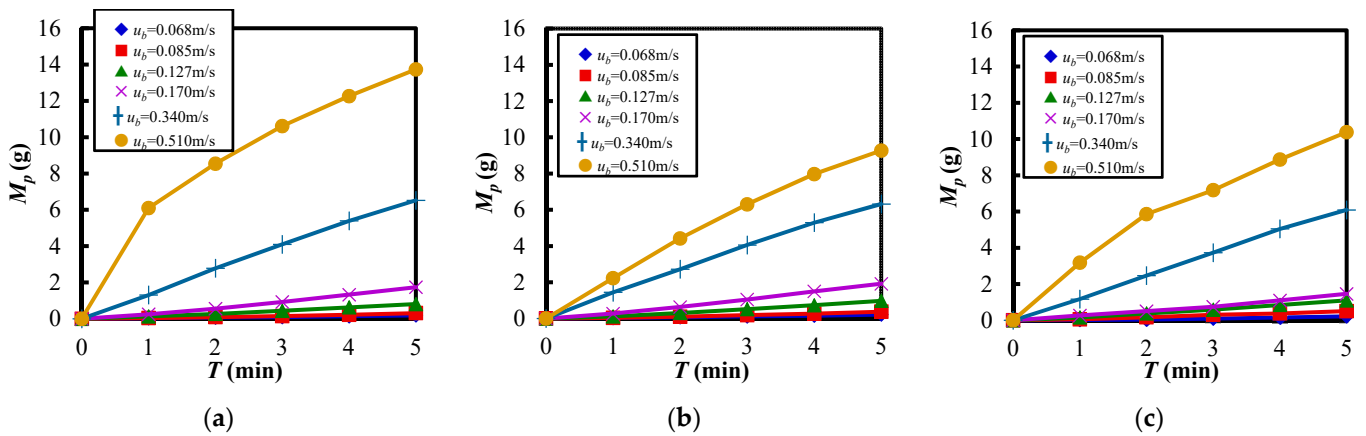 16
14
12
10
8
6
4
2
0
M_p (g)
u_b=0.068m/s
u_b=0.085m/s
u_b=0.127m/s
u_b=0.170m/s
u_b=0.340m/s
u_b=0.510m/s
0 1 2 3 4 5
T (min)
(a)
16
14
12
10
8
6
4
2
0
M_p (g)
u_b=0.068m/s
u_b=0.085m/s
u_b=0.127m/s
u_b=0.170m/s
u_b=0.340m/s
u_b=0.510m/s
0 1 2 3 4 5
T (min)
(b)
16
14
12
10
8
6
4
2
0
M_p (g)
u_b=0.068m/s
u_b=0.085m/s
u_b=0.127m/s
u_b=0.170m/s
u_b=0.340m/s
u_b=0.510m/s
0 1 2 3 4 5
T (min)
(c)